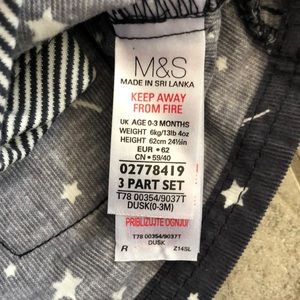 M&S
MADE IN SRI LANKA
KEEP AWAY
FROM FIRE
UK AGE 0-3 MONTHS
WEIGHT 6kg/13lb 4oz
HEIGHT 62cm 24½in
EUR • 62
CN • 59/40
02778419
3 PART SET
T78 00354/9037T
DUSK(0-3M)
PRIBLIZUJTE OGNJU!
T78 00354/9037T
DUSK
R Z14SL